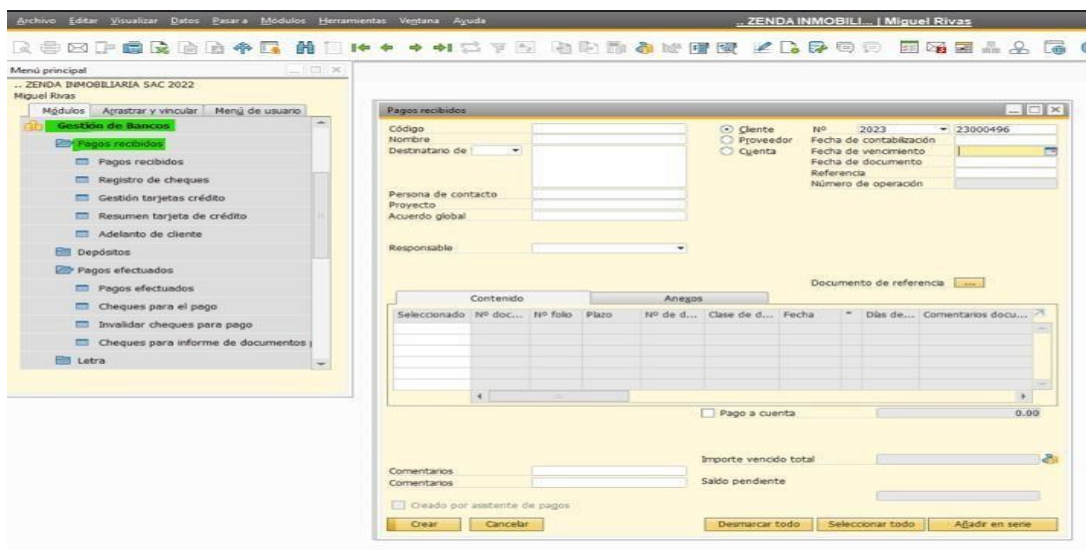 Archivo Editar Visualizar Datos Pasar a Módulos Herramientas Ventana Ayuda
.. ZENDA INMOBILI... | Miguel Rivas
Menú principal
.. ZENDA INMOBILIARIA SAC 2022
Miguel Rivas
Módulos Arrastrar y vincular Menú de usuario
Gestión de Bancos
Pagos recibidos
Pagos recibidos
Registro de cheques
Gestión tarjetas crédito
Resumen tarjeta de crédito
Adelanto de cliente
Depósitos
Pagos efectuados
Pagos efectuados
Cheques para el pago
Invalidar cheques para pago
Cheques para informe de documentos
Letra
Pagos recibidos
Código
Nombre
Destinatario de
Persona de contacto
Proyecto
Acuerdo global
Responsable
Cliente
Proveedor
Cuenta
Nº 2023 23000496
Fecha de contabilización
Fecha de vencimiento
Fecha de documento
Referencia
Número de operación
Documento de referencia ...
Contenido Anexos
Seleccionado Nº doc... Nº folio Plazo Nº de d... Clase de d... Fecha * Días de... Comentarios docu...
Pago a cuenta 0.00
Importe vencido total
Comentarios
Comentarios
Saldo pendiente
Creado por asistente de pagos
Crear Cancelar Desmarcar todo Seleccionar todo Añadir en serie